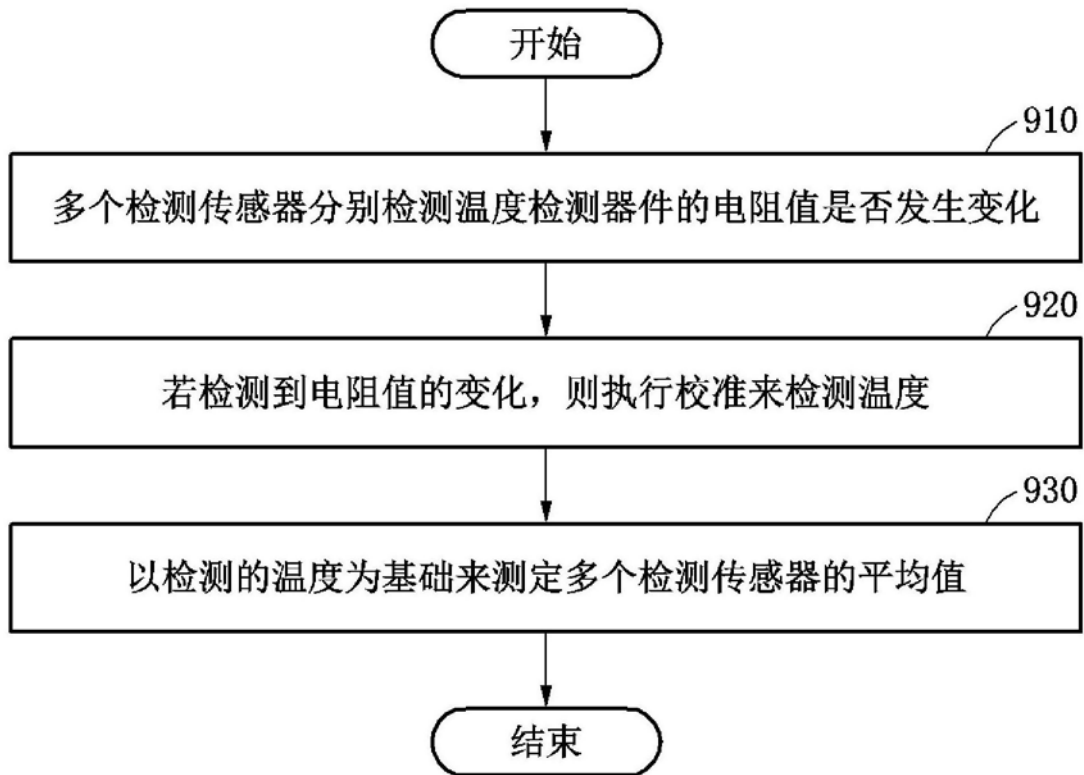 开始
910
多个检测传感器分别检测温度检测器件的电阻值是否发生变化
920
若检测到电阻值的变化，则执行校准来检测温度
930
以检测的温度为基础来测定多个检测传感器的平均值
结束